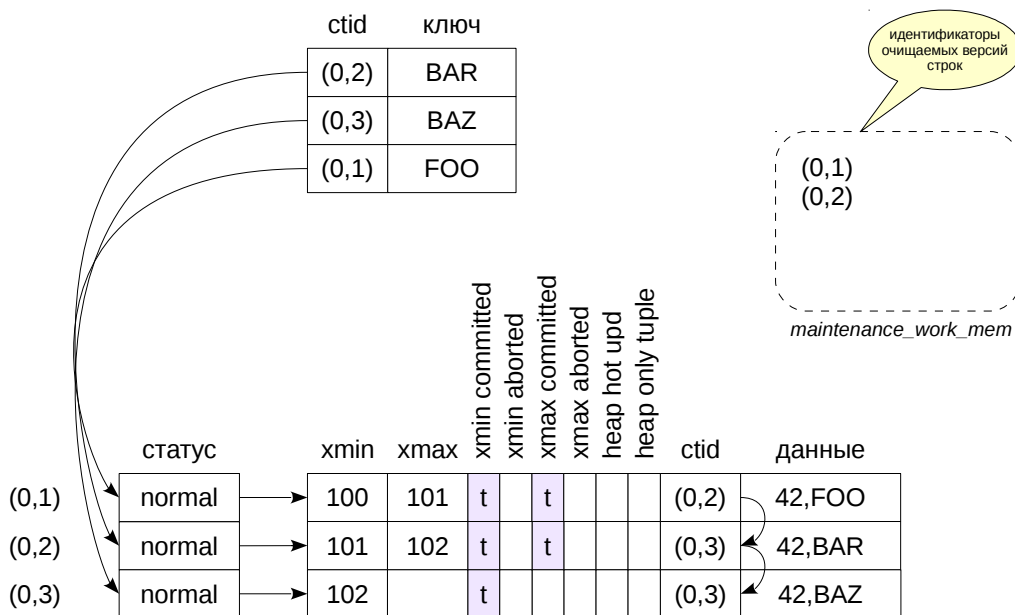 ctid ключ
(0,2) BAR
(0,3) BAZ
(0,1) FOO
идентификаторы
очищаемых версий
строк
(0,1)
(0,2)
maintenance_work_mem
статус xmin xmax xmin committed xmin aborted xmax committed xmax aborted heap hot upd heap only tuple ctid данные
(0,1) normal 100 101 t t (0,2) 42,FOO
(0,2) normal 101 102 t t (0,3) 42,BAR
(0,3) normal 102 t (0,3) 42,BAZ